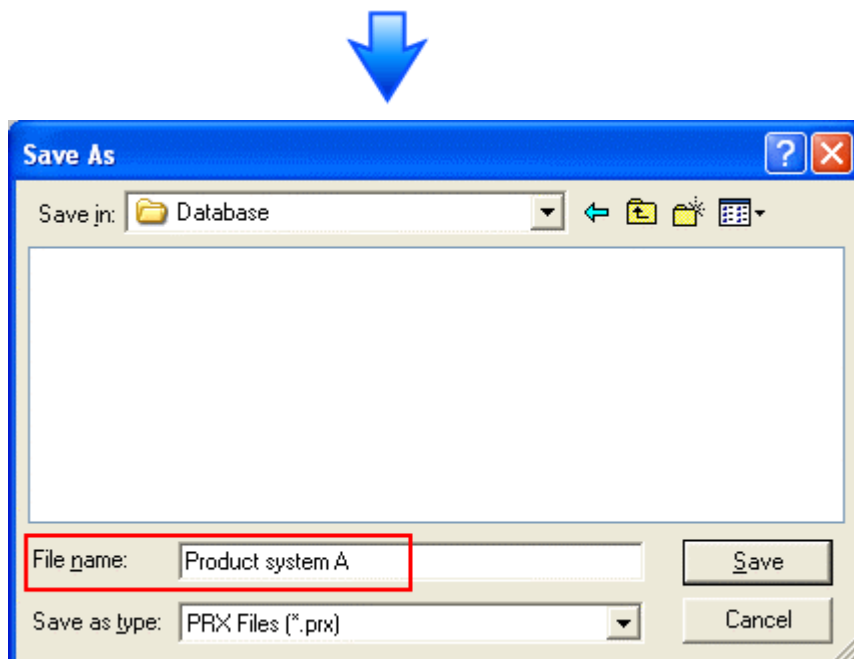 Save As
Save in: Database
File name: Product system A
Save
Save as type: PRX Files (*.prx)
Cancel